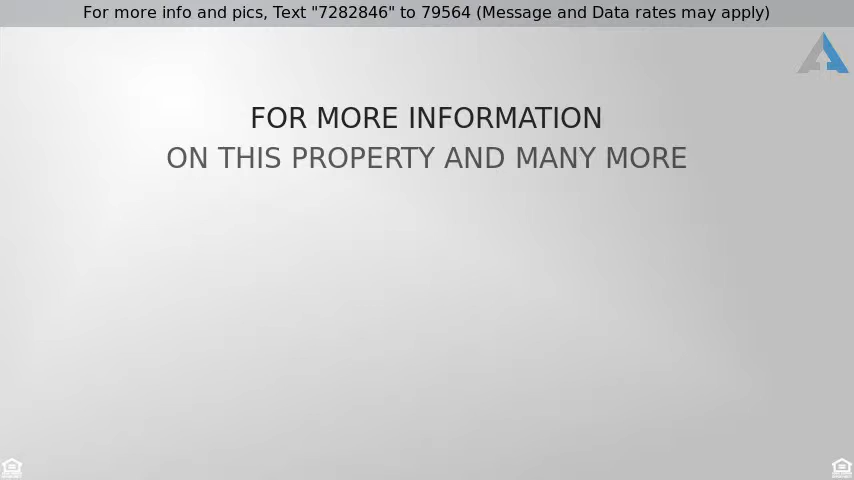 For more info and pics, Text "7282846" to 79564 (Message and Data rates may apply)
FOR MORE INFORMATION
ON THIS PROPERTY AND MANY MORE